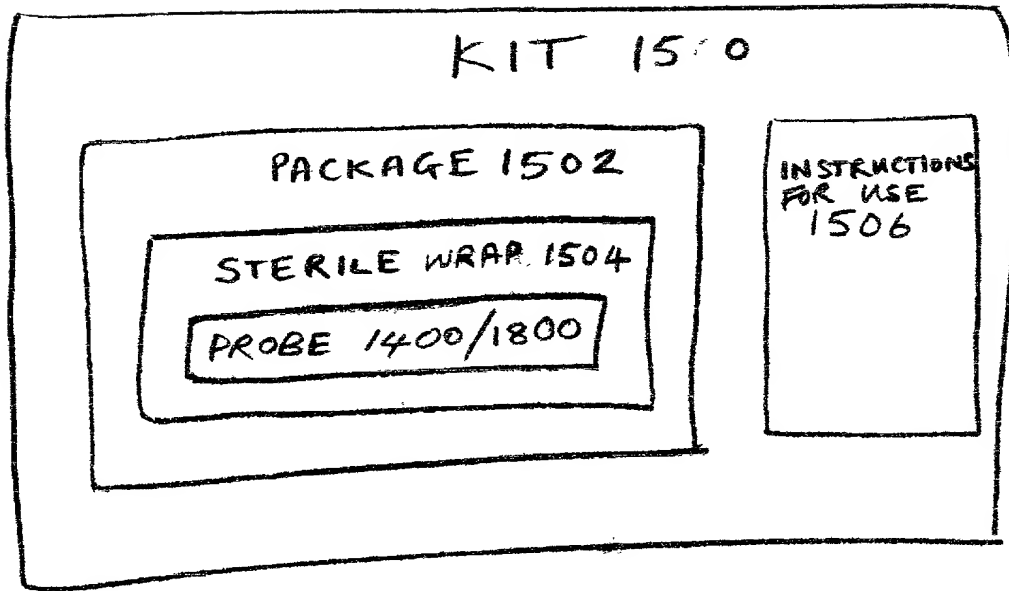 KIT
PACKAGE 1502
STERILE WRAP 1504
PROBE 1400/1800
INSTRUCTIONS
FOR USE
1506